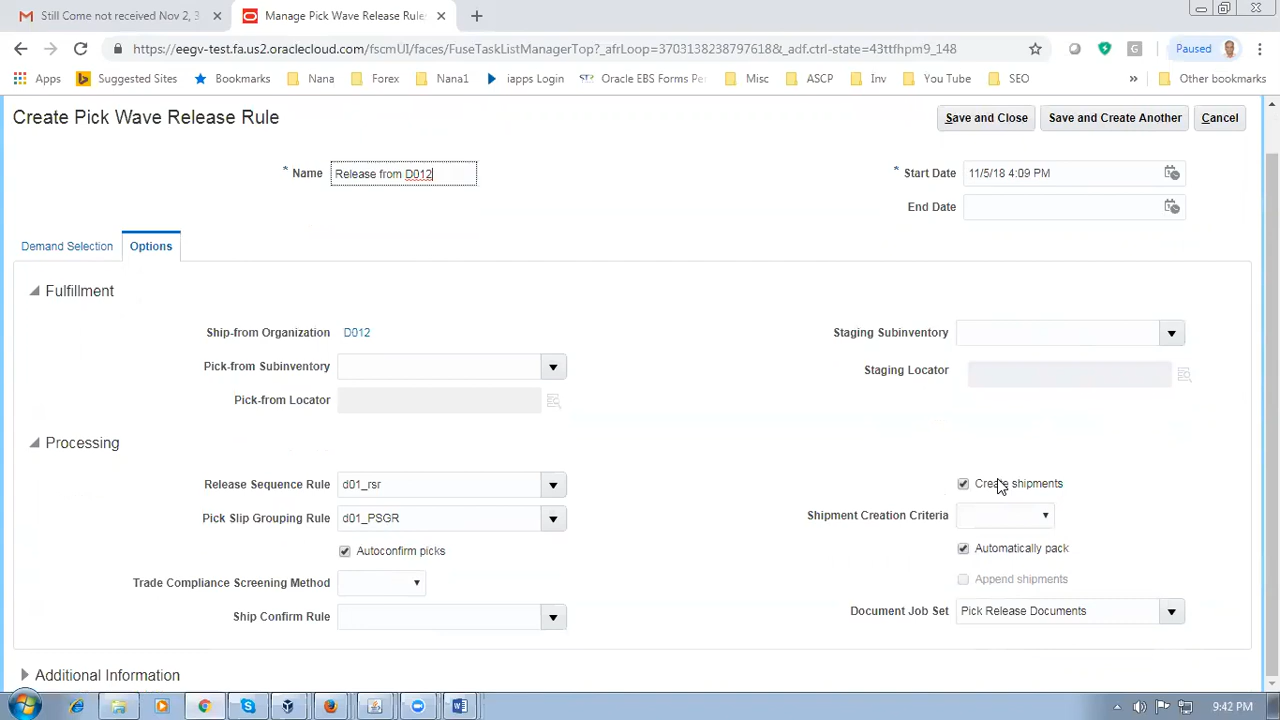 Still Come not received Nov 2, 3
Manage Pick Wave Release Rule
https://eegv-test.fa.us2.oraclecloud.com/fscmUI/faces/FuseTaskListManagerTop?_afrLoop=37031382387976188&_adf.ctrl-state=43ttfhpm9_148
Paused
Apps Suggested Sites Bookmarks Nana Forex Nana1 iapps Login Oracle EBS Forms Pe Misc ASCP Inv You Tube SEO » Other bookmarks
Create Pick Wave Release Rule
Save and Close Save and Create Another Cancel
* Name Release from D012
* Start Date 11/5/18 4:09 PM
End Date
Demand Selection Options
Fulfillment
Ship-from Organization D012
Staging Subinventory
Pick-from Subinventory
Staging Locator
Pick-from Locator
Processing
Release Sequence Rule d01_rsr
Create shipments
Pick Slip Grouping Rule d01_PSGR
Shipment Creation Criteria
Autoconfirm picks
Automatically pack
Trade Compliance Screening Method
Append shipments
Ship Confirm Rule
Document Job Set Pick Release Documents
Additional Information
9:42 PM